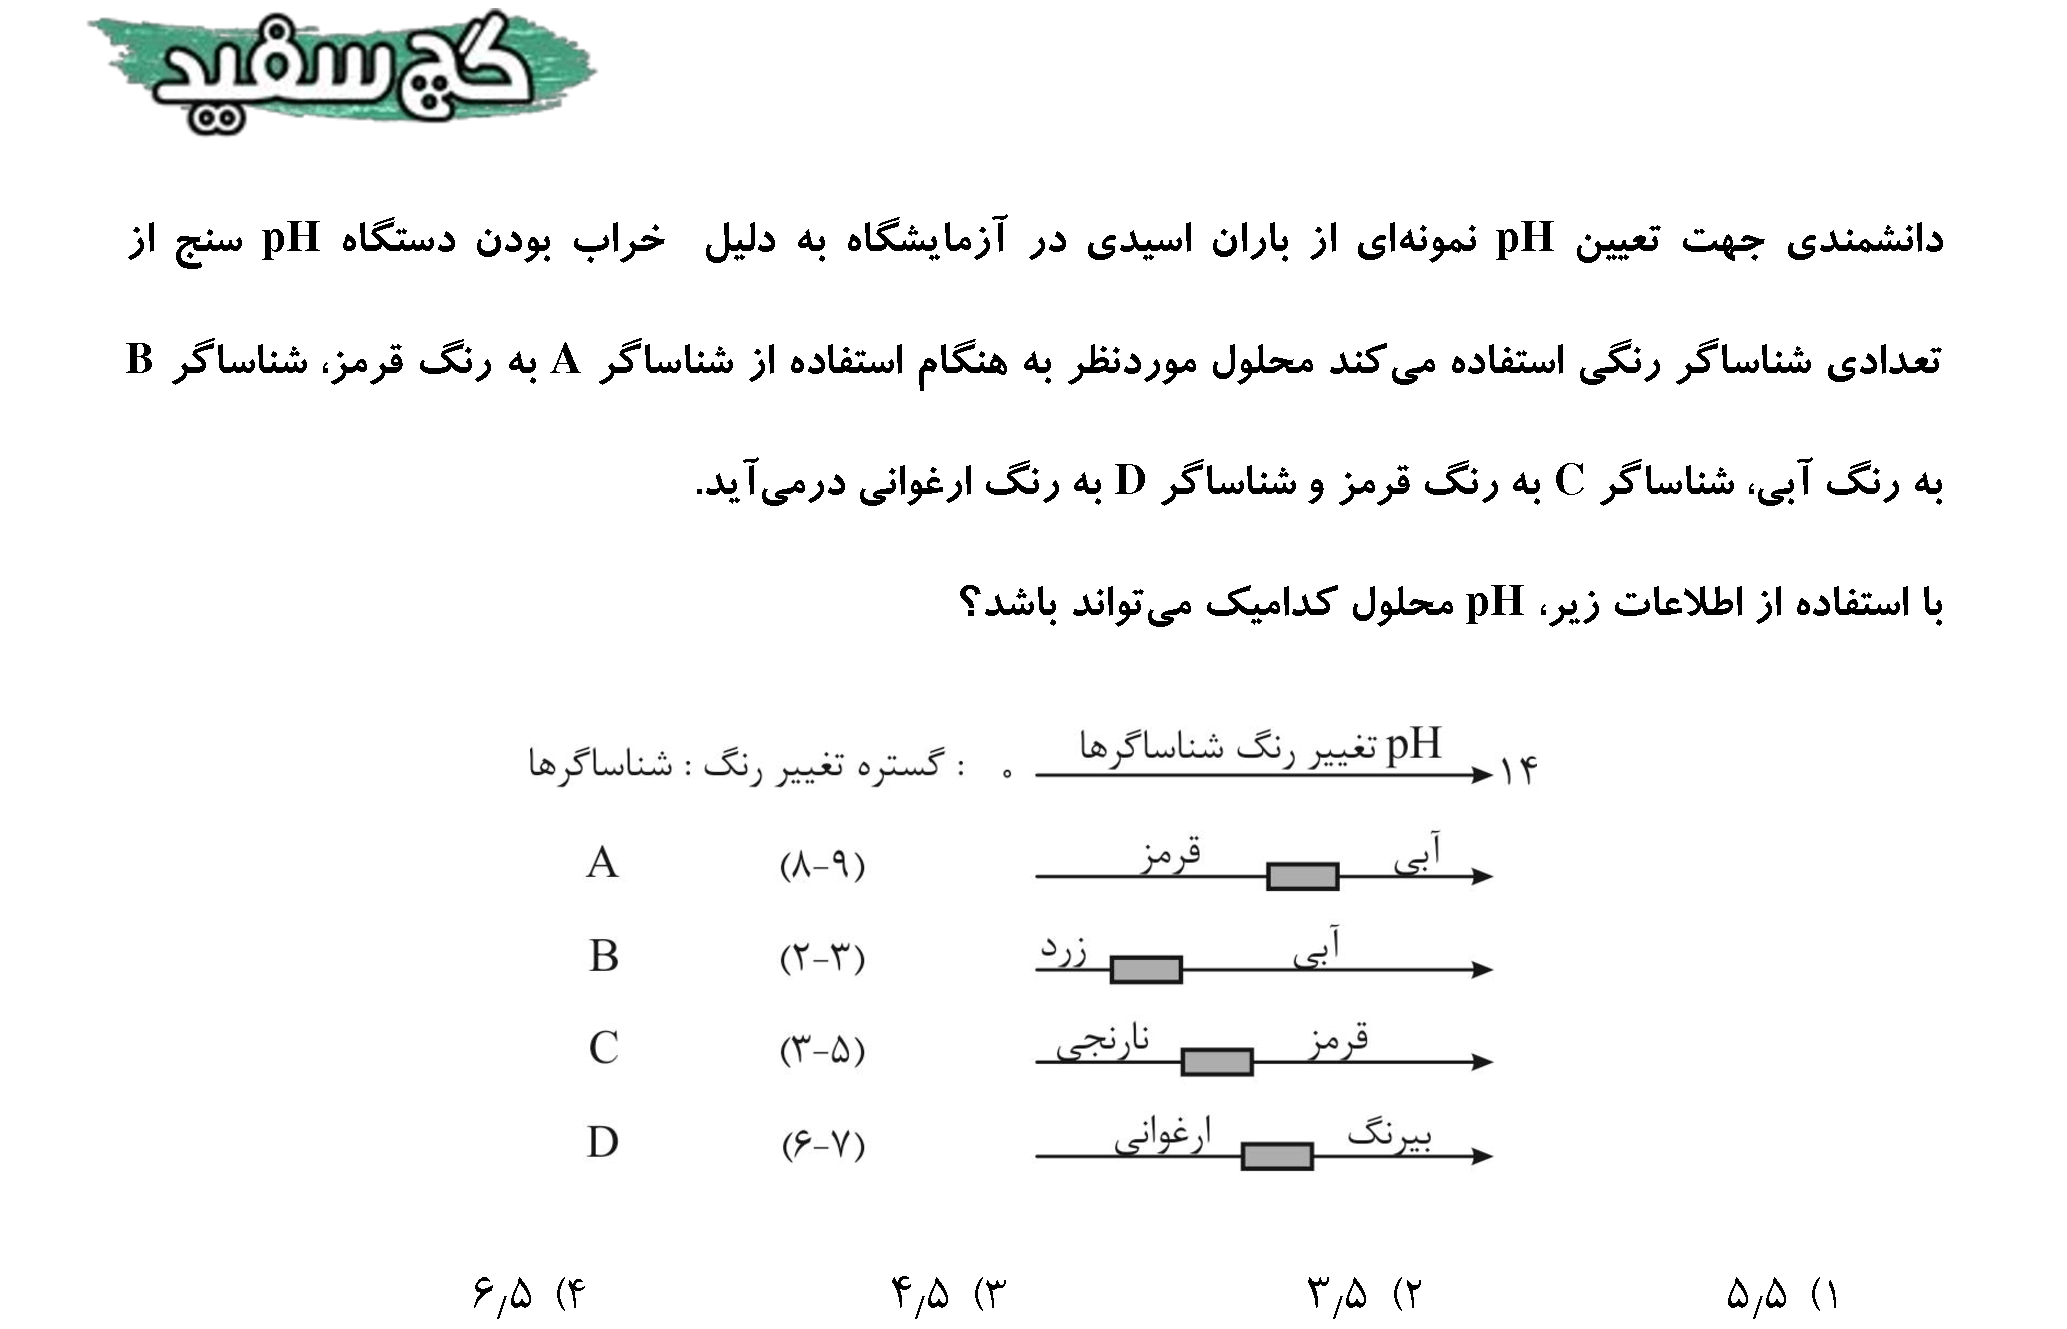 گچ سفید
دانشمندی جهت تعیین pH نمونه‌ای از باران اسیدی در آزمایشگاه به دلیل خراب بودن دستگاه pH سنج از
تعدادی شناساگر رنگی استفاده می‌کند محلول موردنظر به هنگام استفاده از شناساگر A به رنگ قرمز، شناساگر B
به رنگ آبی، شناساگر C به رنگ قرمز و شناساگر D به رنگ ارغوانی درمی‌آید.
با استفاده از اطلاعات زیر، pH محلول کدامیک می‌تواند باشد؟
شناساگرها : گستره تغییر رنگ : ۰ pH تغییر رنگ شناساگرها ۱۴
A (۸-۹) قرمز آبی
B (۲-۳) زرد آبی
C (۳-۵) نارنجی قرمز
D (۶-۷) ارغوانی بیرنگ
۱) ۵٫۵ ۲) ۳٫۵ ۳) ۴٫۵ ۴) ۶٫۵